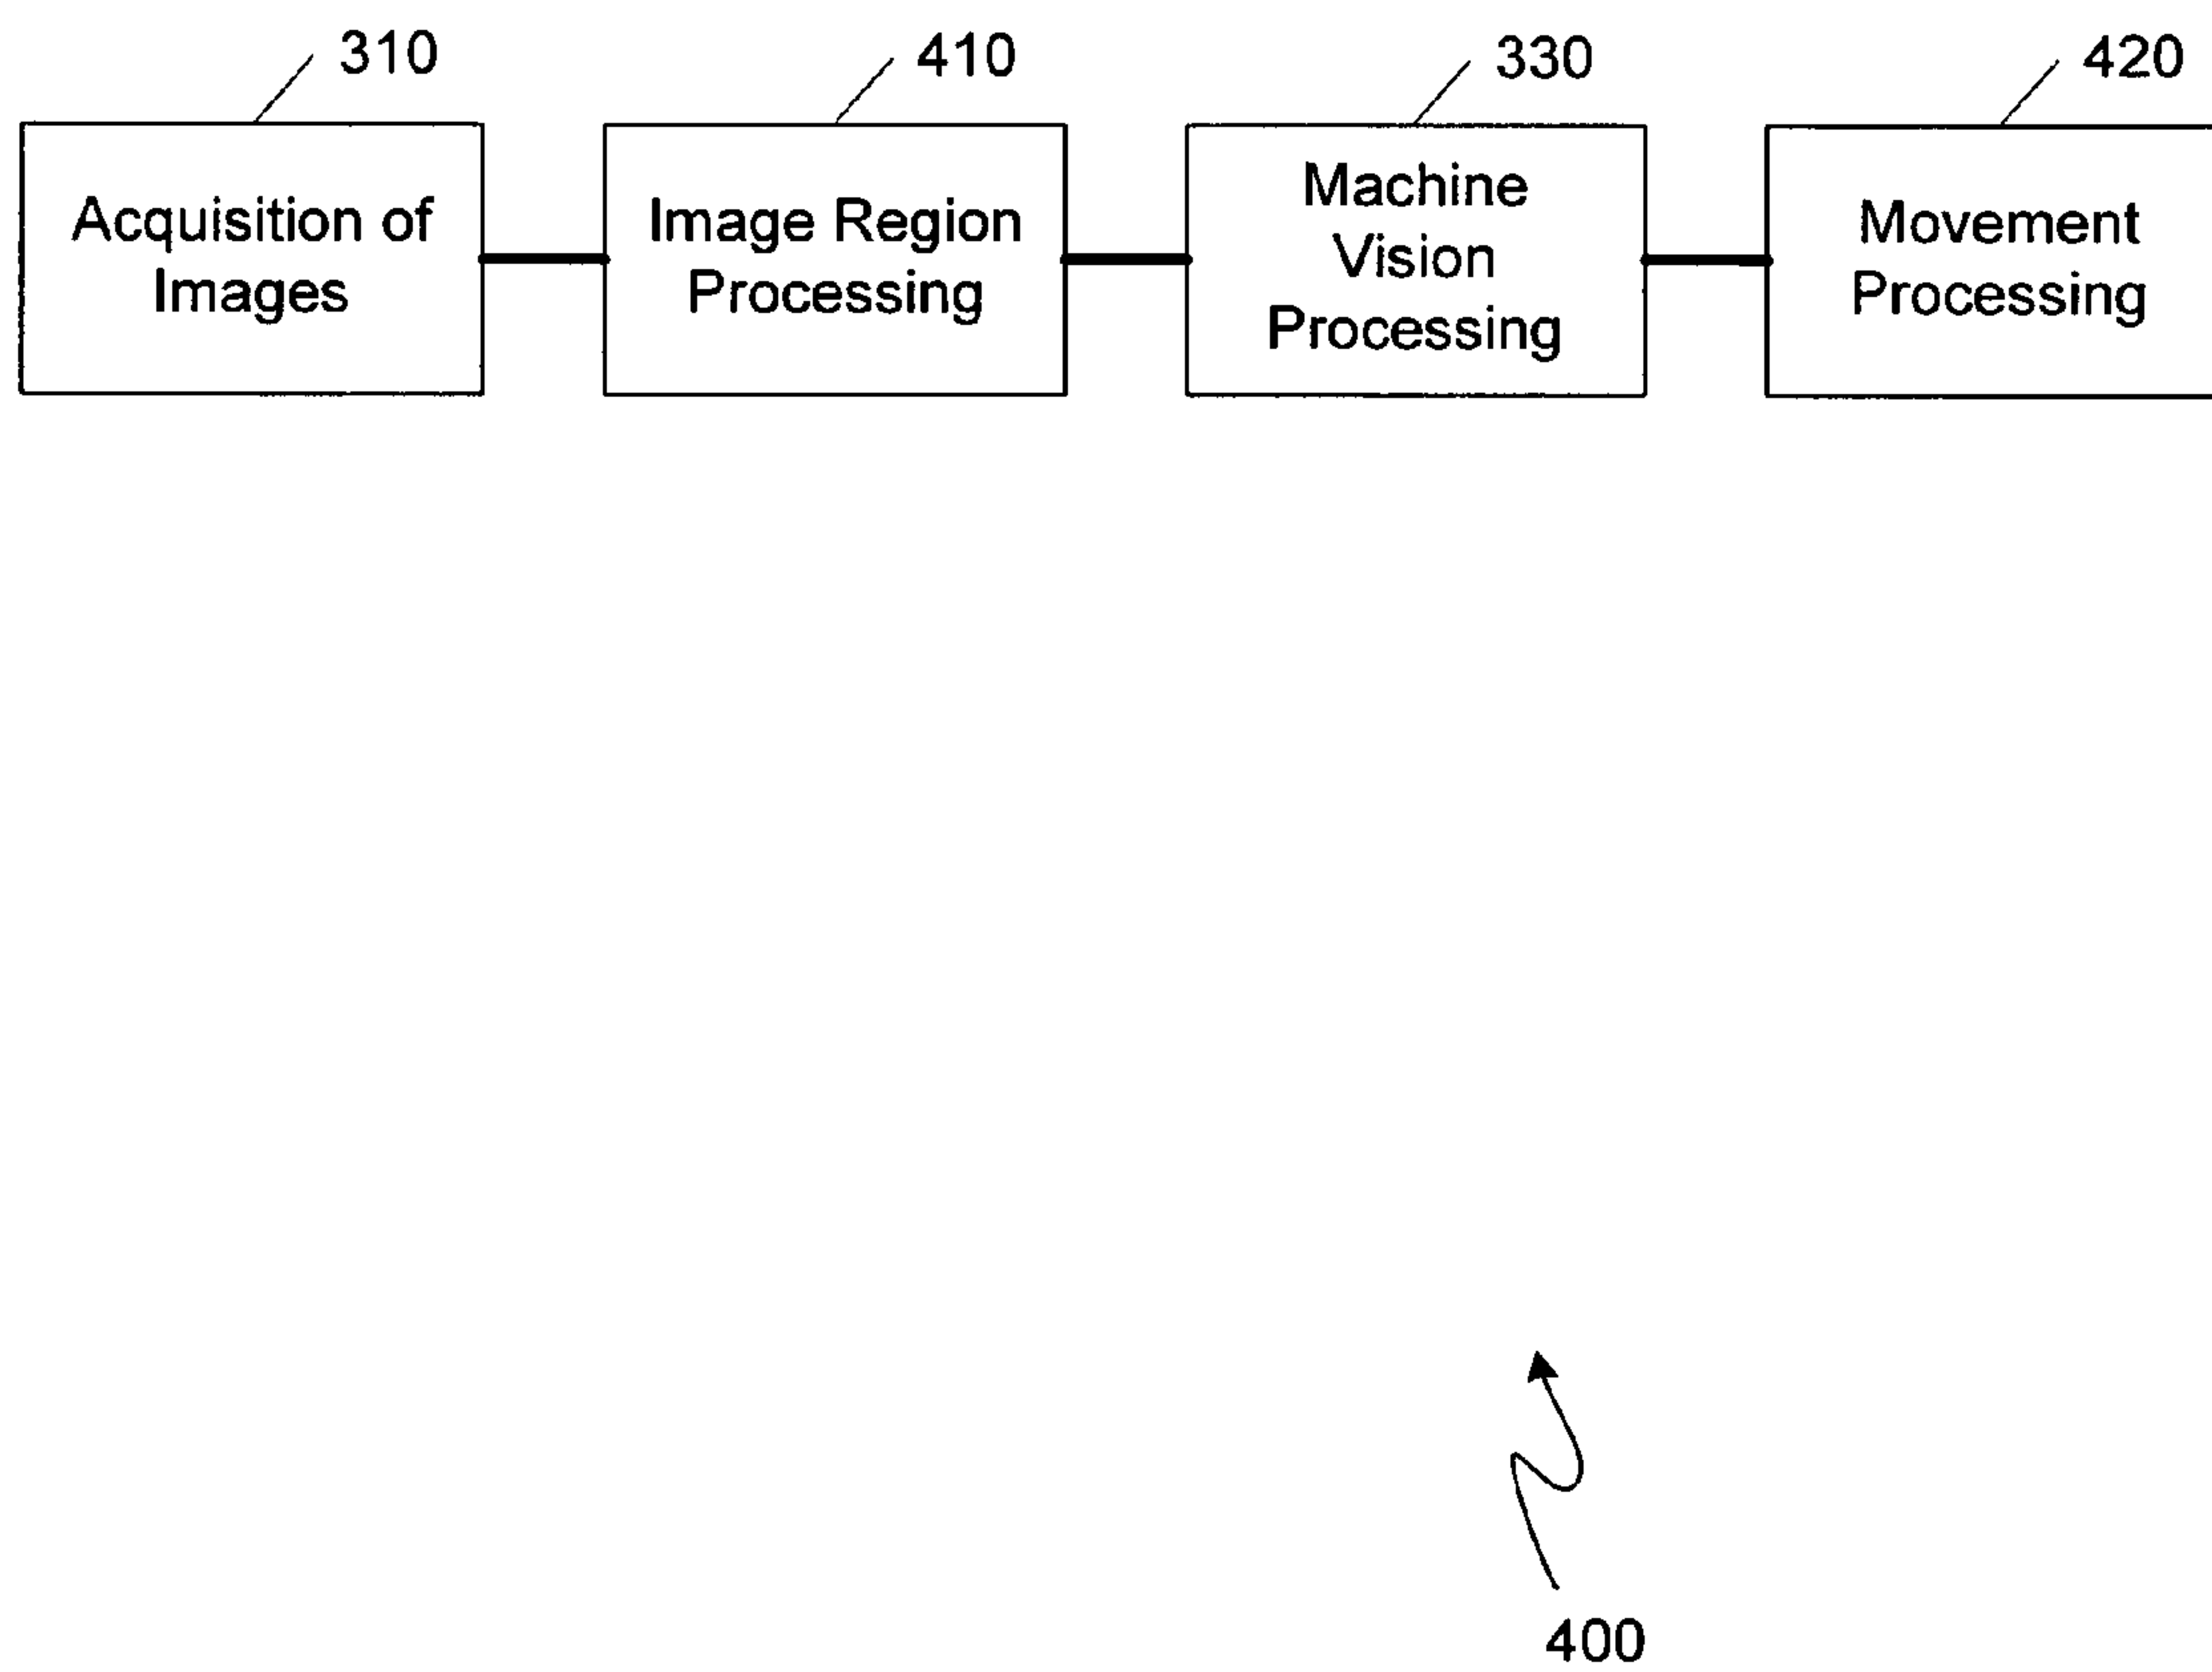 310
410
330
420
Acquisition of
Images
Image Region
Processing
Machine
Vision
Processing
Movement
Processing
400